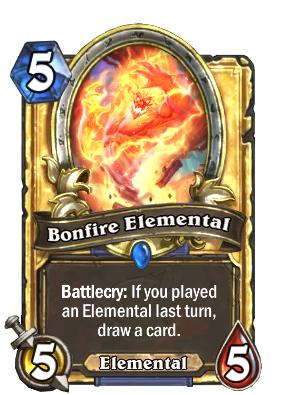 5
Bonfire Elemental
Battlecry: If you played
an Elemental last turn,
draw a card.
5
Elemental
5